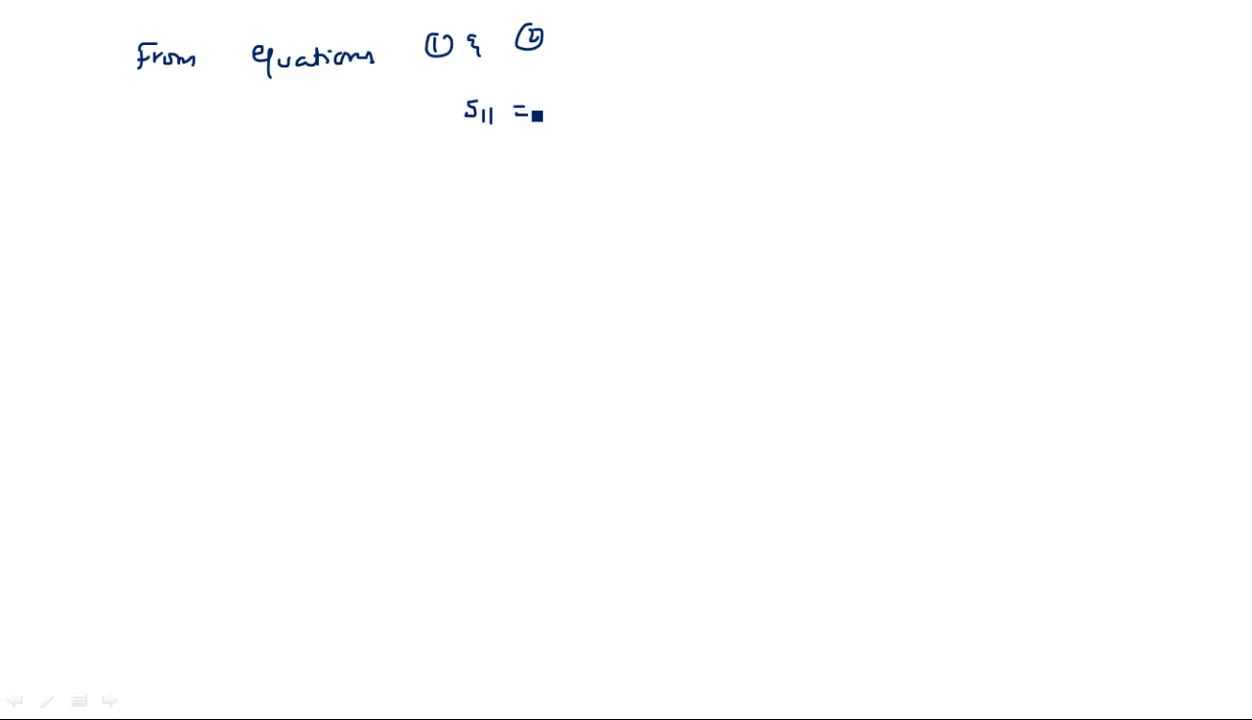 From equations ① & ②
S₁₁ =